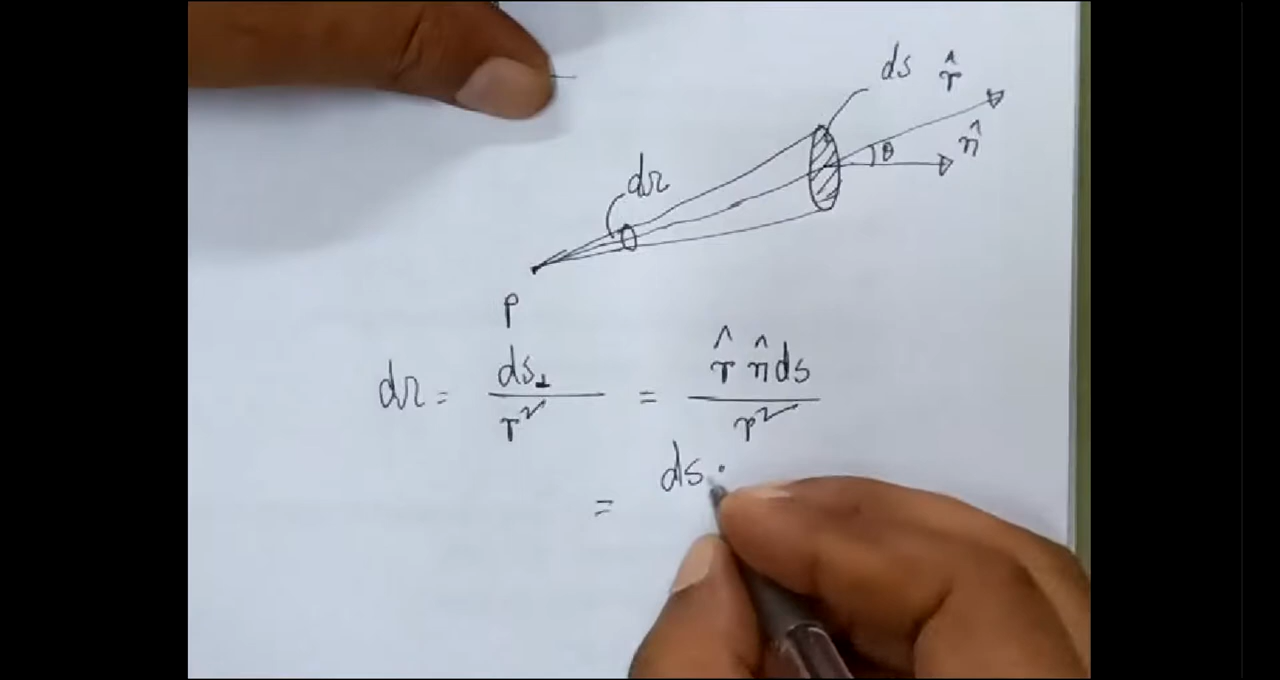 ds r̂
n̂
θ
dΩ
P
dΩ = ds⊥ / r² = r̂ n̂ ds / r²
= ds ·